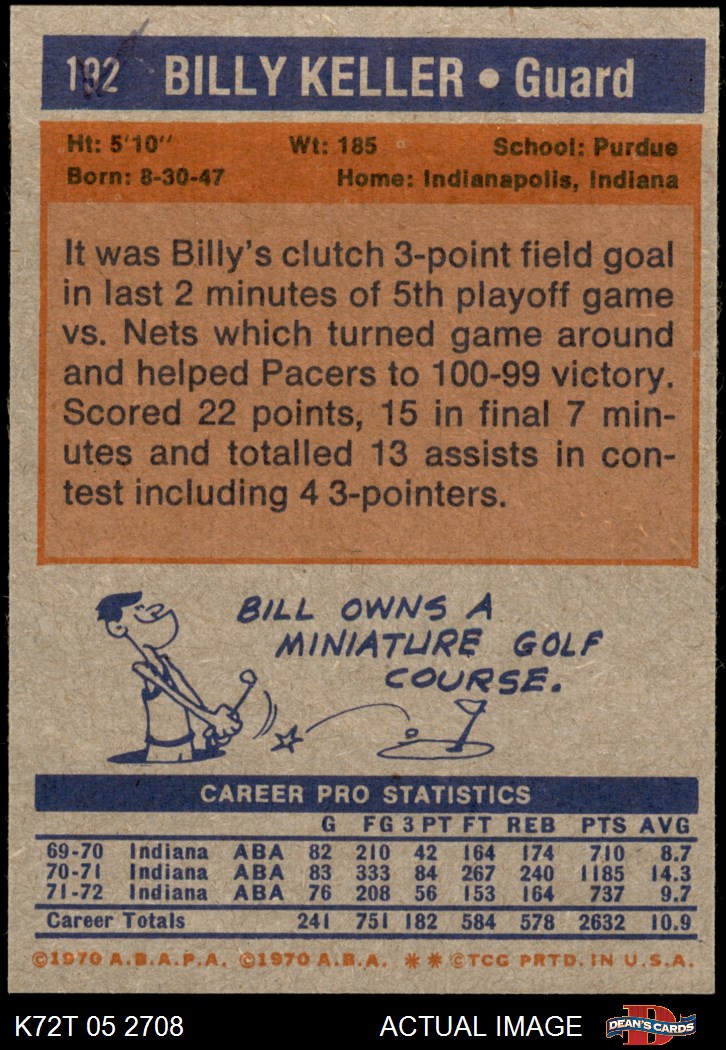 192 BILLY KELLER • Guard
Ht: 5'10" Wt: 185 School: Purdue
Born: 8-30-47 Home: Indianapolis, Indiana
It was Billy's clutch 3-point field goal
in last 2 minutes of 5th playoff game
vs. Nets which turned game around
and helped Pacers to 100-99 victory.
Scored 22 points, 15 in final 7 min-
utes and totalled 13 assists in con-
test including 4 3-pointers.
BILL OWNS A
MINIATURE GOLF
COURSE.
CAREER PRO STATISTICS
G FG 3 PT FT REB PTS AVG
69-70 Indiana ABA 82 210 42 164 174 710 8.7
70-71 Indiana ABA 83 333 84 267 240 1185 14.3
71-72 Indiana ABA 76 208 56 153 164 737 9.7
Career Totals 241 751 182 584 578 2632 10.9
©1970 A.B.A.P.A. ©1970 A.B.A. ** ©TCG PRTD. IN U.S.A.
K72T 05 2708 ACTUAL IMAGE D DEAN'S CARDS